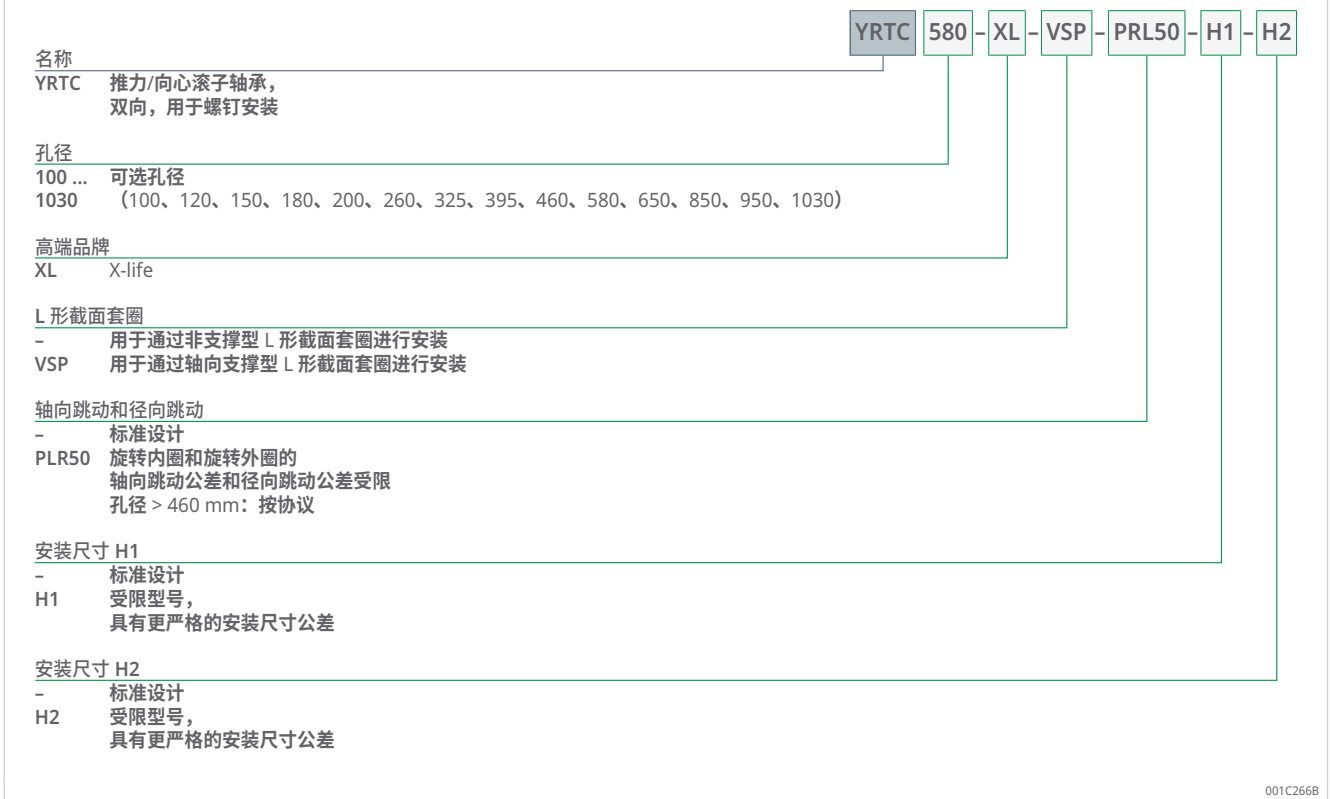 YRTC 580 – XL – VSP – PRL50 – H1 – H2
名称
YRTC 推力/向心滚子轴承，
双向，用于螺钉安装
孔径
100 ... 可选孔径
1030 （100、120、150、180、200、260、325、395、460、580、650、850、950、1030）
高端品牌
XL X-life
L 形截面套圈
– 用于通过非支撑型 L 形截面套圈进行安装
VSP 用于通过轴向支撑型 L 形截面套圈进行安装
轴向跳动和径向跳动
– 标准设计
PLR50 旋转内圈和旋转外圈的
轴向跳动公差和径向跳动公差受限
孔径 > 460 mm：按协议
安装尺寸 H1
– 标准设计
H1 受限型号，
具有更严格的安装尺寸公差
安装尺寸 H2
– 标准设计
H2 受限型号，
具有更严格的安装尺寸公差
001C266B